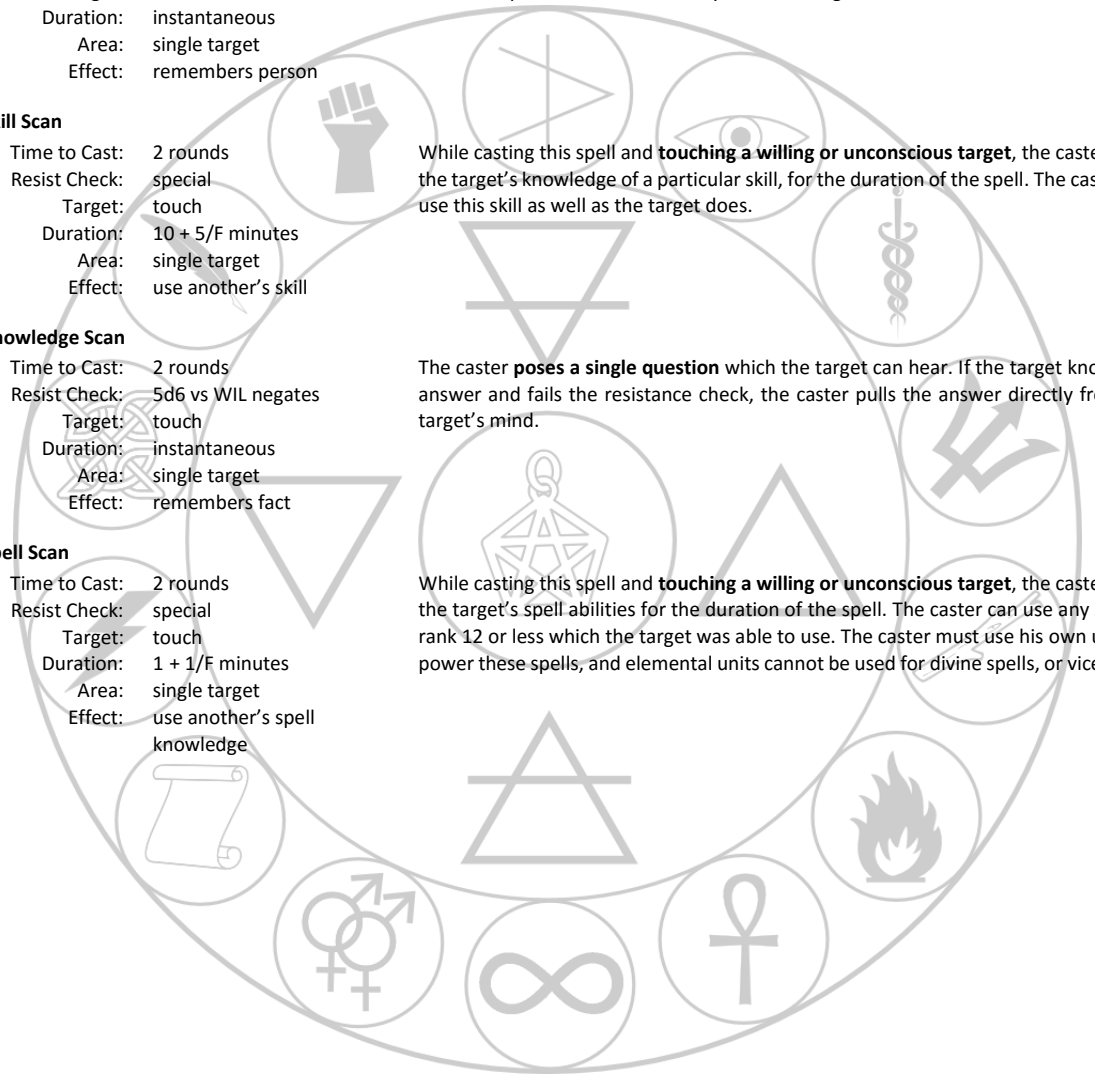 Duration: instantaneous
Area: single target
Effect: remembers person
ill Scan
Time to Cast: 2 rounds
Resist Check: special
Target: touch
Duration: 10 + 5/F minutes
Area: single target
Effect: use another's skill
While casting this spell and touching a willing or unconscious target, the caste
the target's knowledge of a particular skill, for the duration of the spell. The cas
use this skill as well as the target does.
nowledge Scan
Time to Cast: 2 rounds
Resist Check: 5d6 vs WIL negates
Target: touch
Duration: instantaneous
Area: single target
Effect: remembers fact
The caster poses a single question which the target can hear. If the target kno
answer and fails the resistance check, the caster pulls the answer directly fr
target's mind.
pell Scan
Time to Cast: 2 rounds
Resist Check: special
Target: touch
Duration: 1 + 1/F minutes
Area: single target
Effect: use another's spell
knowledge
While casting this spell and touching a willing or unconscious target, the caste
the target's spell abilities for the duration of the spell. The caster can use any
rank 12 or less which the target was able to use. The caster must use his own u
power these spells, and elemental units cannot be used for divine spells, or vice